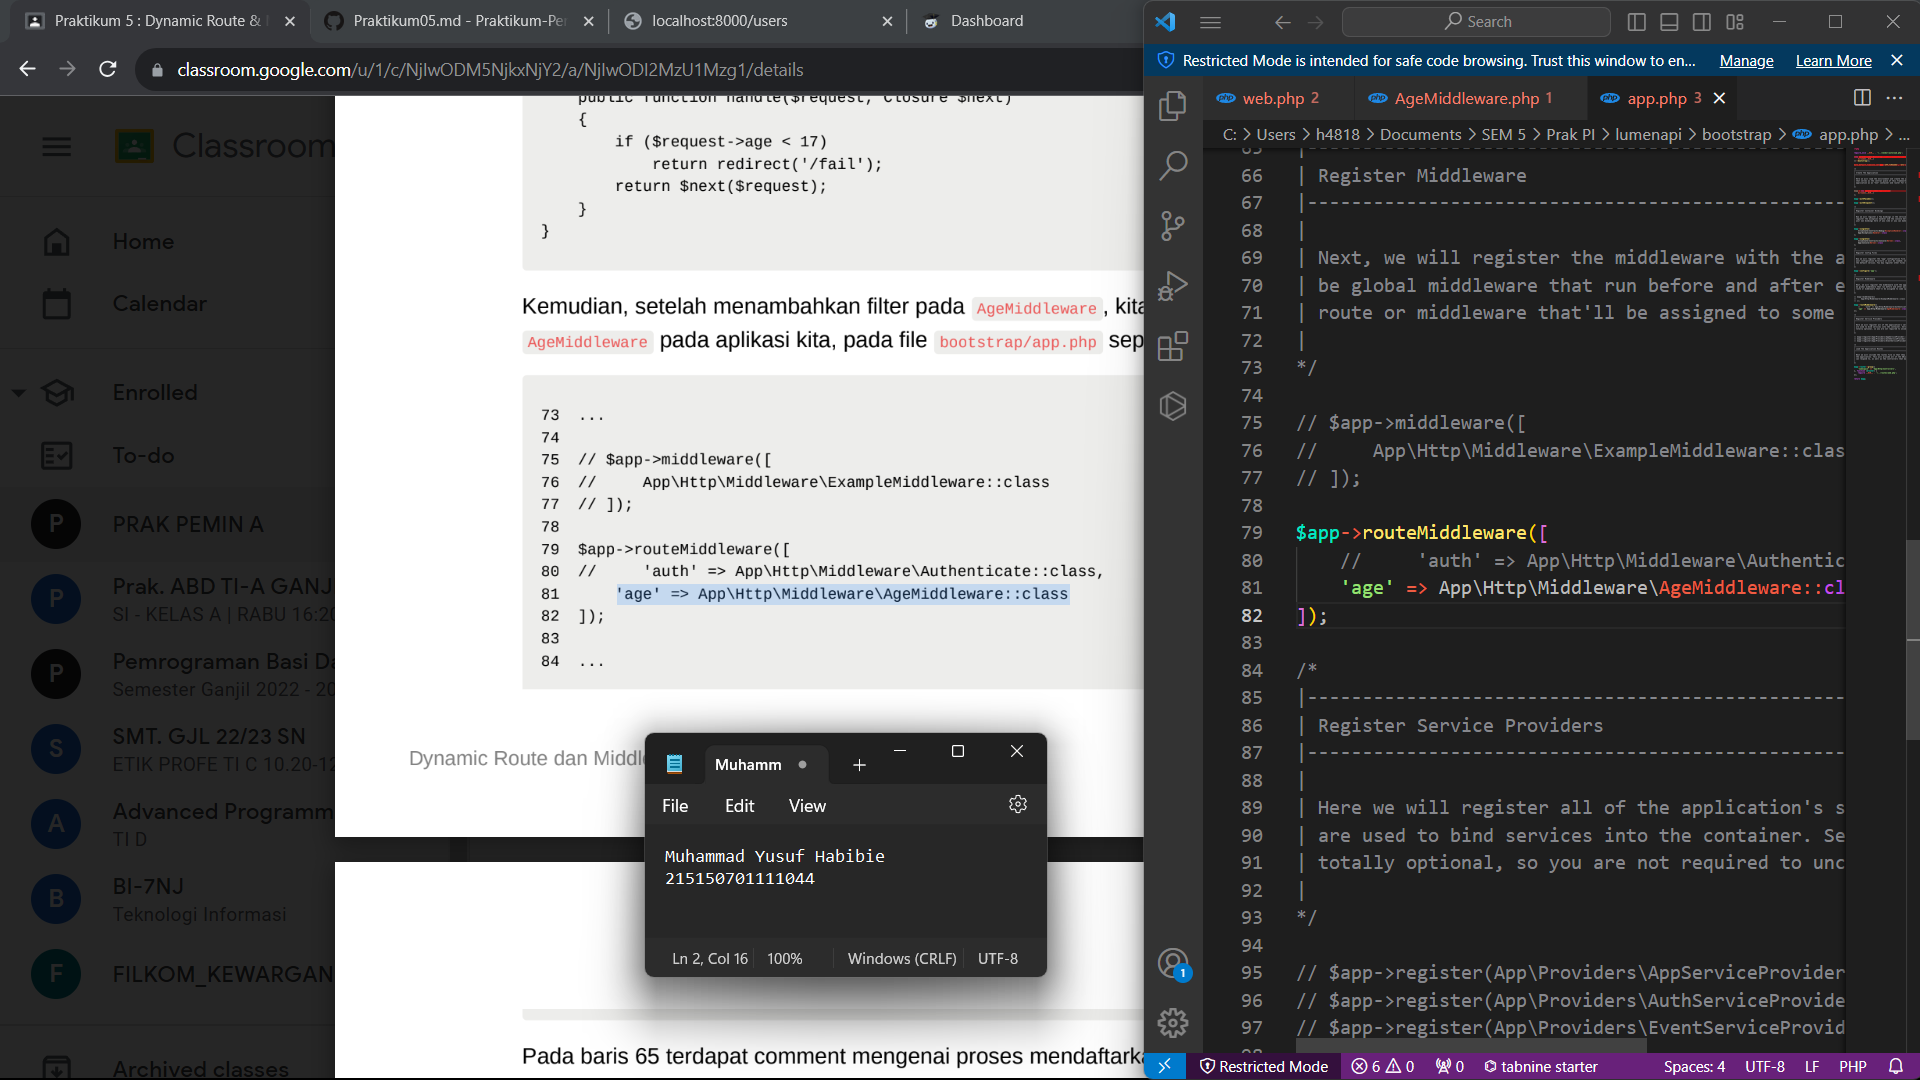 Praktikum 5 : Dynamic Route &
Praktikum05.md - Praktikum-Pe
localhost:8000/users
Dashboard
classroom.google.com/u/1/c/NjIwODM5NjkxNjY2/a/NjIwODI2MzU1Mzg1/details
Classroom
Home
Calendar
Enrolled
To-do
P
PRAK PEMIN A
P
Prak. ABD TI-A GANJ
SI - KELAS A | RABU 16:20
P
Pemrograman Basi Da
Semester Ganjil 2022 - 20
S
SMT. GJL 22/23 SN
ETIK PROFE TI C 10.20-12
A
Advanced Programm
TI D
B
BI-7NJ
Teknologi Informasi
F
FILKOM_KEWARGAN
Archived classes
public function handle($request, Closure $next)
{
if ($request->age < 17)
return redirect('/fail');
return $next($request);
}
}
Kemudian, setelah menambahkan filter pada AgeMiddleware, kita
AgeMiddleware pada aplikasi kita, pada file bootstrap/app.php sep
73 ...
74
75 // $app->middleware([
76 //     App\Http\Middleware\ExampleMiddleware::class
77 // ]);
78
79 $app->routeMiddleware([
80 //     'auth' => App\Http\Middleware\Authenticate::class,
81     'age' => App\Http\Middleware\AgeMiddleware::class
82 ]);
83
84 ...
Dynamic Route dan Middl
Pada baris 65 terdapat comment mengenai proses mendaftarka
Muhamm
File Edit View
Muhammad Yusuf Habibie
215150701111044
Ln 2, Col 16 100% Windows (CRLF) UTF-8
Search
Restricted Mode is intended for safe code browsing. Trust this window to en... Manage Learn More
web.php 2
AgeMiddleware.php 1
app.php 3
C: > Users > h4818 > Documents > SEM 5 > Prak PI > lumenapi > bootstrap > app.php > ...
65 |-----------------------------------------------
66 | Register Middleware
67 |-----------------------------------------------
68 |
69 | Next, we will register the middleware with the a
70 | be global middleware that run before and after e
71 | route or middleware that'll be assigned to some
72 |
73 */
74
75 // $app->middleware([
76 //     App\Http\Middleware\ExampleMiddleware::clas
77 // ]);
78
79 $app->routeMiddleware([
80     //     'auth' => App\Http\Middleware\Authentic
81     'age' => App\Http\Middleware\AgeMiddleware::cl
82 ]);
83
84 /*
85 |-----------------------------------------------
86 | Register Service Providers
87 |-----------------------------------------------
88 |
89 | Here we will register all of the application's s
90 | are used to bind services into the container. Se
91 | totally optional, so you are not required to unc
92 |
93 */
94
95 // $app->register(App\Providers\AppServiceProvider
96 // $app->register(App\Providers\AuthServiceProvide
97 // $app->register(App\Providers\EventServiceProvid
98
1
Restricted Mode 6 0 0 tabnine starter Spaces: 4 UTF-8 LF PHP